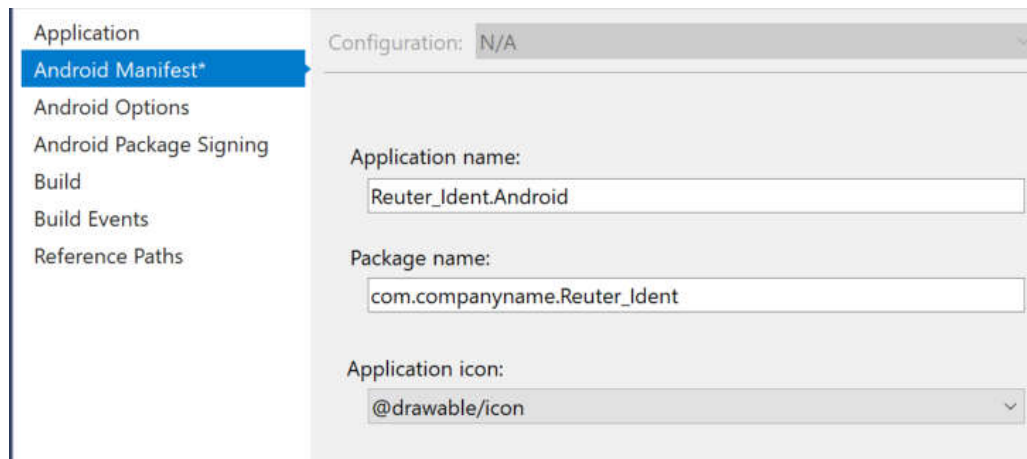 Application
Android Manifest*
Android Options
Android Package Signing
Build
Build Events
Reference Paths
Configuration: N/A
Application name:
Reuter_Ident.Android
Package name:
com.companyname.Reuter_Ident
Application icon:
@drawable/icon